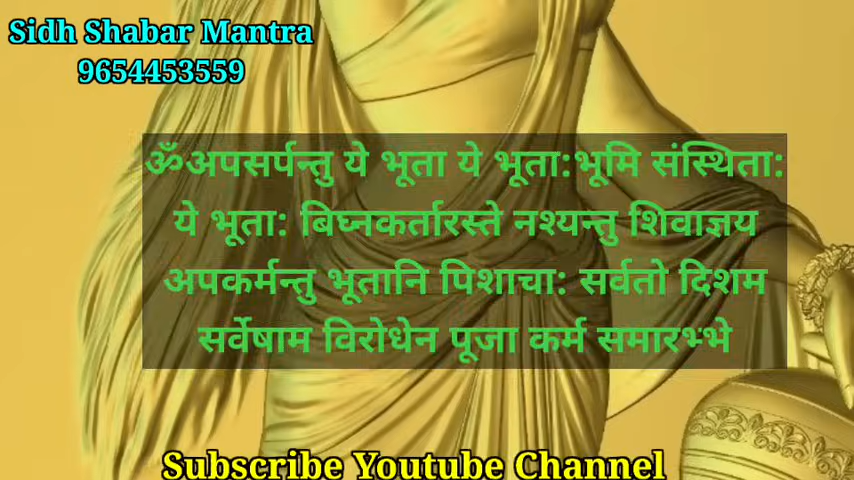 Sidh Shabar Mantra
9654453559
ॐअपसर्पन्तु ये भूता ये भूता:भूमि संस्थिता:
ये भूता: बिघ्नकर्तारस्ते नश्यन्तु शिवाज्ञय
अपकर्मन्तु भूतानि पिशाचा: सर्वतो दिशम
सर्वेषाम विरोधेन पूजा कर्म समारभ्भे
Subscribe Youtube Channel